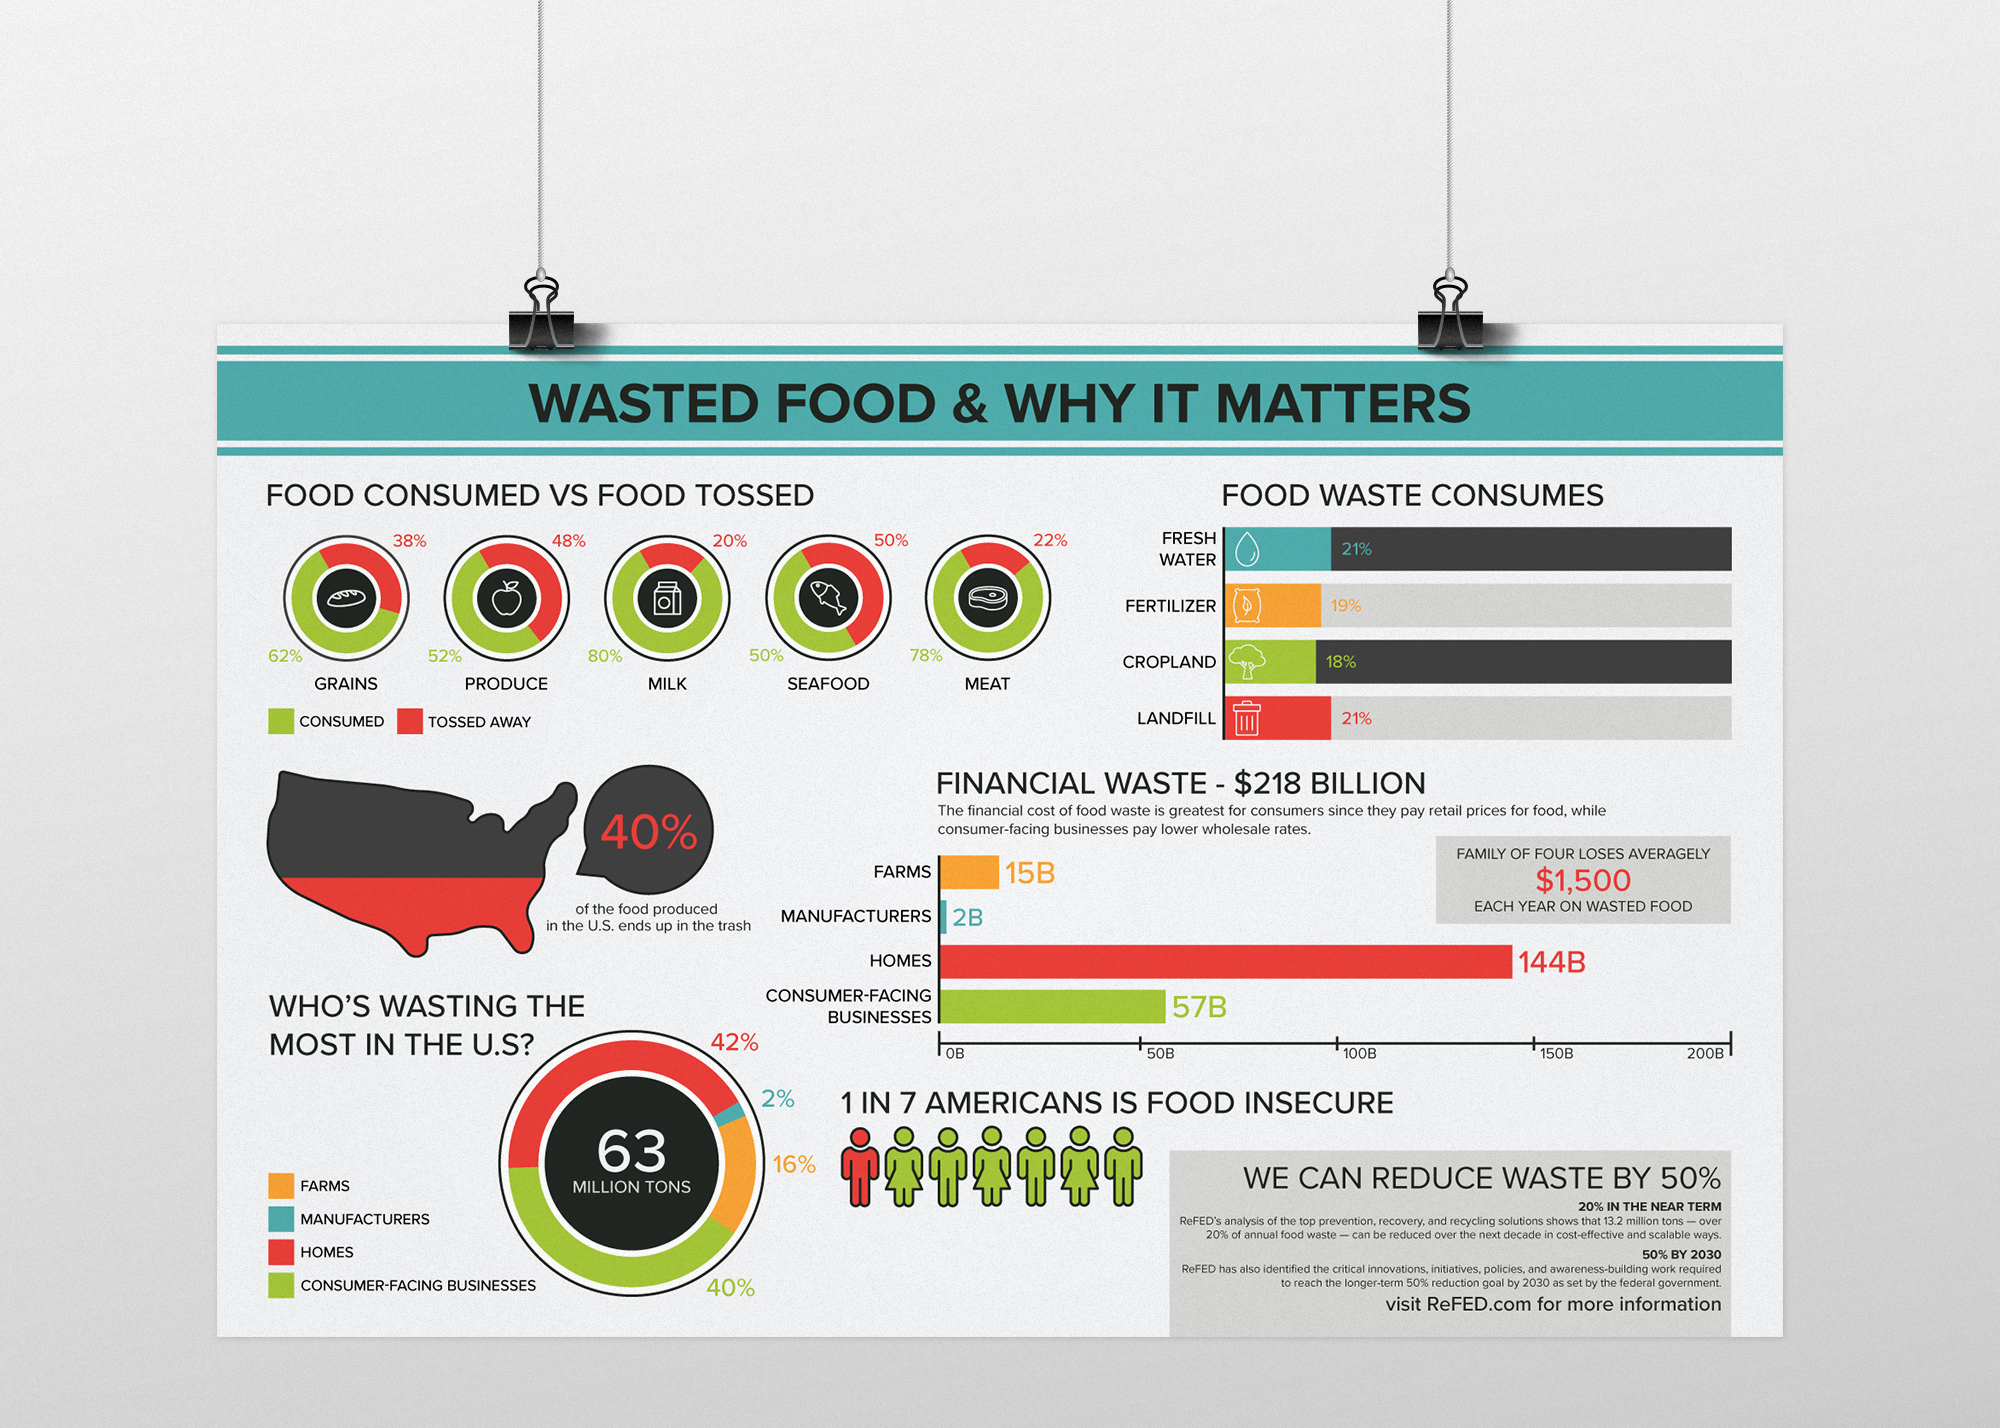 WASTED FOOD & WHY IT MATTERS
FOOD CONSUMED VS FOOD TOSSED
38%
62%
GRAINS
48%
52%
PRODUCE
20%
80%
MILK
50%
50%
SEAFOOD
22%
78%
MEAT
CONSUMED
TOSSED AWAY
FOOD WASTE CONSUMES
FRESH
WATER
21%
FERTILIZER
19%
CROPLAND
18%
LANDFILL
21%
40%
of the food produced
in the U.S. ends up in the trash
FINANCIAL WASTE - $218 BILLION
The financial cost of food waste is greatest for consumers since they pay retail prices for food, while
consumer-facing businesses pay lower wholesale rates.
FAMILY OF FOUR LOSES AVERAGELY
$1,500
EACH YEAR ON WASTED FOOD
FARMS
15B
MANUFACTURERS
2B
HOMES
144B
CONSUMER-FACING
BUSINESSES
57B
0B
50B
100B
150B
200B
WHO'S WASTING THE
MOST IN THE U.S?
42%
2%
16%
40%
63
MILLION TONS
FARMS
MANUFACTURERS
HOMES
CONSUMER-FACING BUSINESSES
1 IN 7 AMERICANS IS FOOD INSECURE
WE CAN REDUCE WASTE BY 50%
20% IN THE NEAR TERM
ReFED's analysis of the top prevention, recovery, and recycling solutions shows that 13.2 million tons — over
20% of annual food waste — can be reduced over the next decade in cost-effective and scalable ways.
50% BY 2030
ReFED has also identified the critical innovations, initiatives, policies, and awareness-building work required
to reach the longer-term 50% reduction goal by 2030 as set by the federal government.
visit ReFED.com for more information